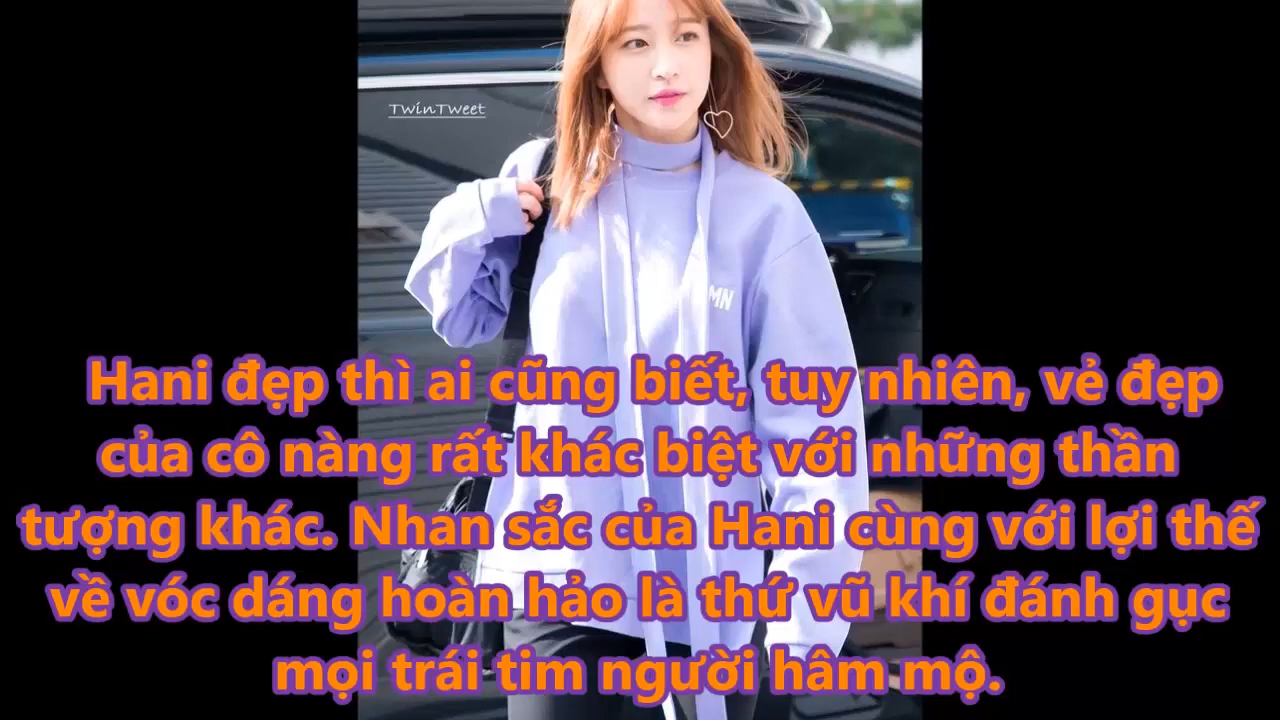 TWinTweet
MN
Hani đẹp thì ai cũng biết, tuy nhiên, vẻ đẹp
của cô nàng rất khác biệt với những thần
tượng khác. Nhan sắc của Hani cùng với lợi thế
về vóc dáng hoàn hảo là thứ vũ khí đánh gục
mọi trái tim người hâm mộ.